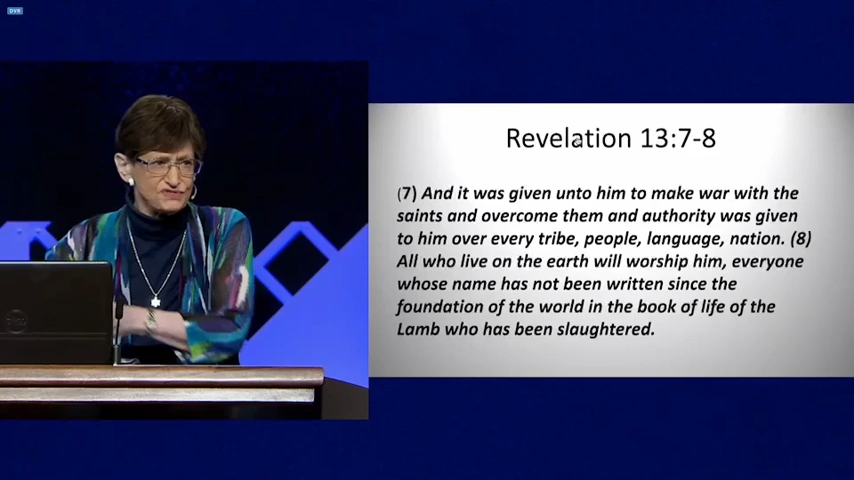 DVR
Revelation 13:7-8
(7) And it was given unto him to make war with the
saints and overcome them and authority was given
to him over every tribe, people, language, nation. (8)
All who live on the earth will worship him, everyone
whose name has not been written since the
foundation of the world in the book of life of the
Lamb who has been slaughtered.